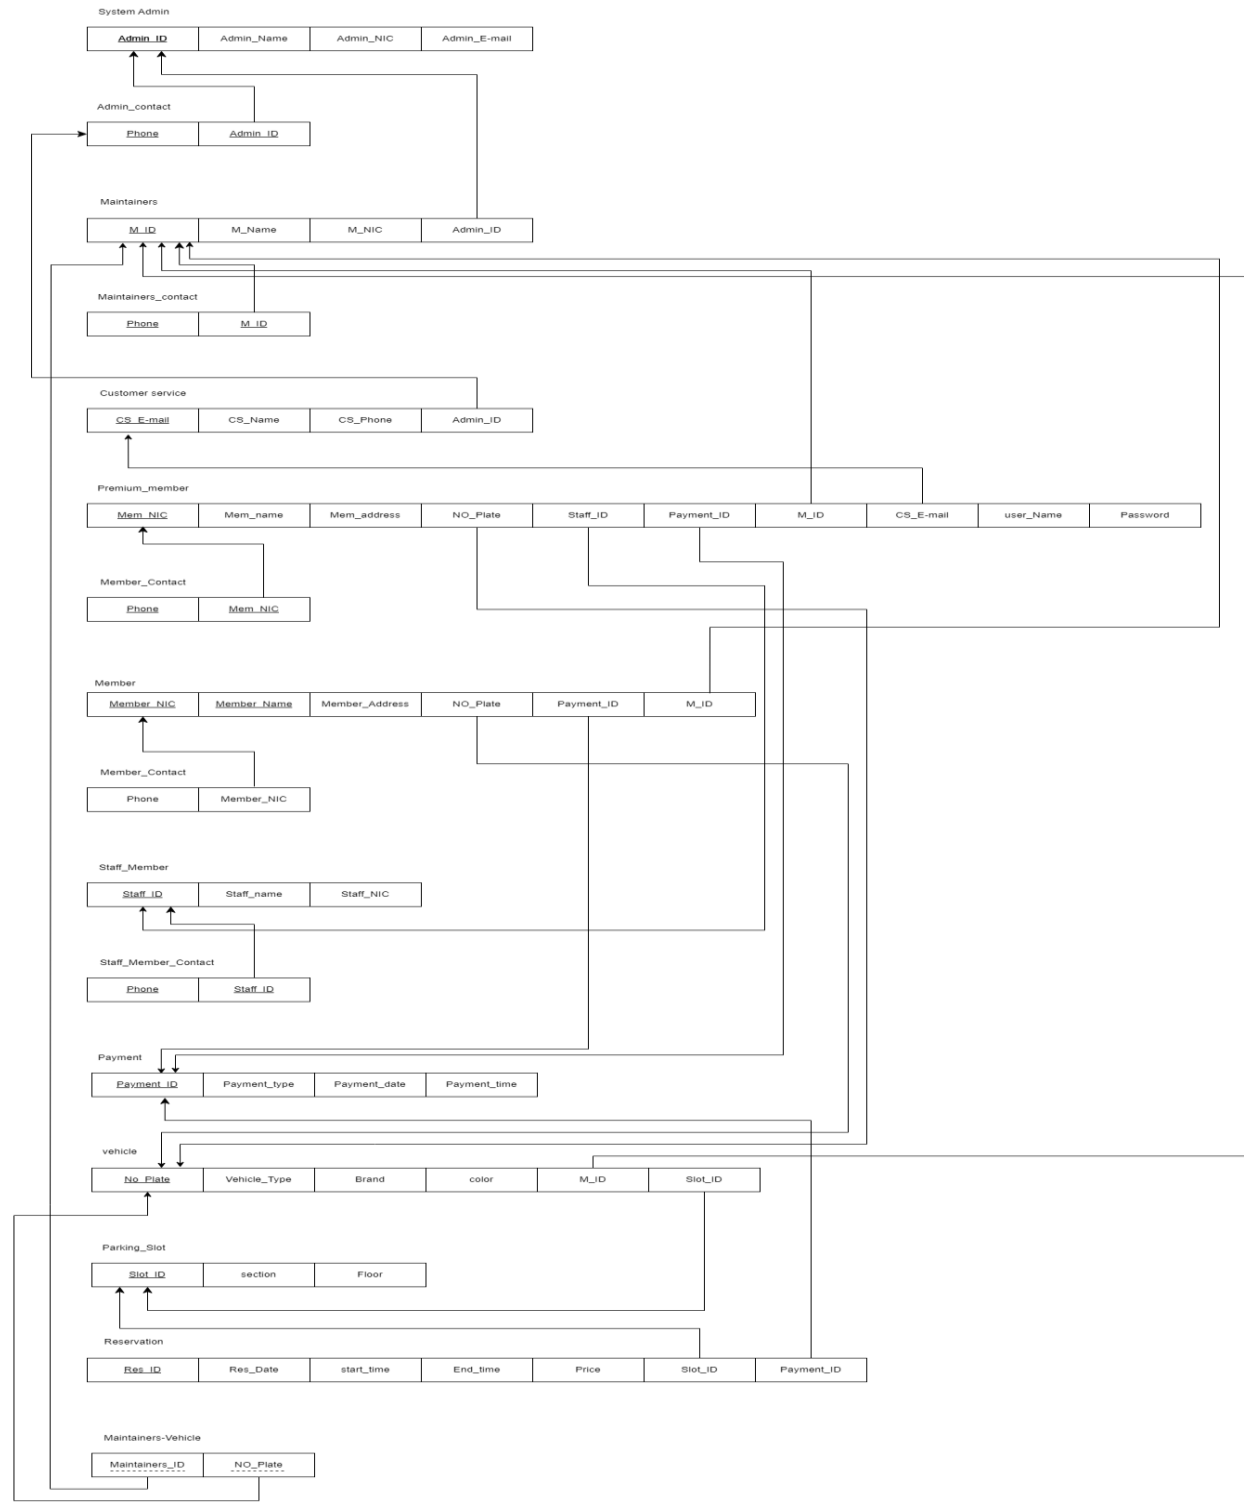 System Admin
Admin_ID Admin_Name Admin_NIC Admin_E-mail
Admin_contact
Phone Admin_ID
Maintainers
M_ID M_Name M_NIC Admin_ID
Maintainers_contact
Phone M_ID
Customer service
CS_E-mail CS_Name CS_Phone Admin_ID
Premium_member
Mem_NIC Mem_name Mem_address NO_Plate Staff_ID Payment_ID M_ID CS_E-mail user_Name Password
Member_Contact
Phone Mem_NIC
Member
Member_NIC Member_Name Member_Address NO_Plate Payment_ID M_ID
Member_Contact
Phone Member_NIC
Staff_Member
Staff_ID Staff_name Staff_NIC
Staff_Member_Contact
Phone Staff_ID
Payment
Payment_ID Payment_type Payment_date Payment_time
vehicle
No_Plate Vehicle_Type Brand color M_ID Slot_ID
Parking_Slot
Slot_ID section Floor
Reservation
Res_ID Res_Date start_time End_time Price Slot_ID Payment_ID
Maintainers-Vehicle
Maintainers_ID NO_Plate